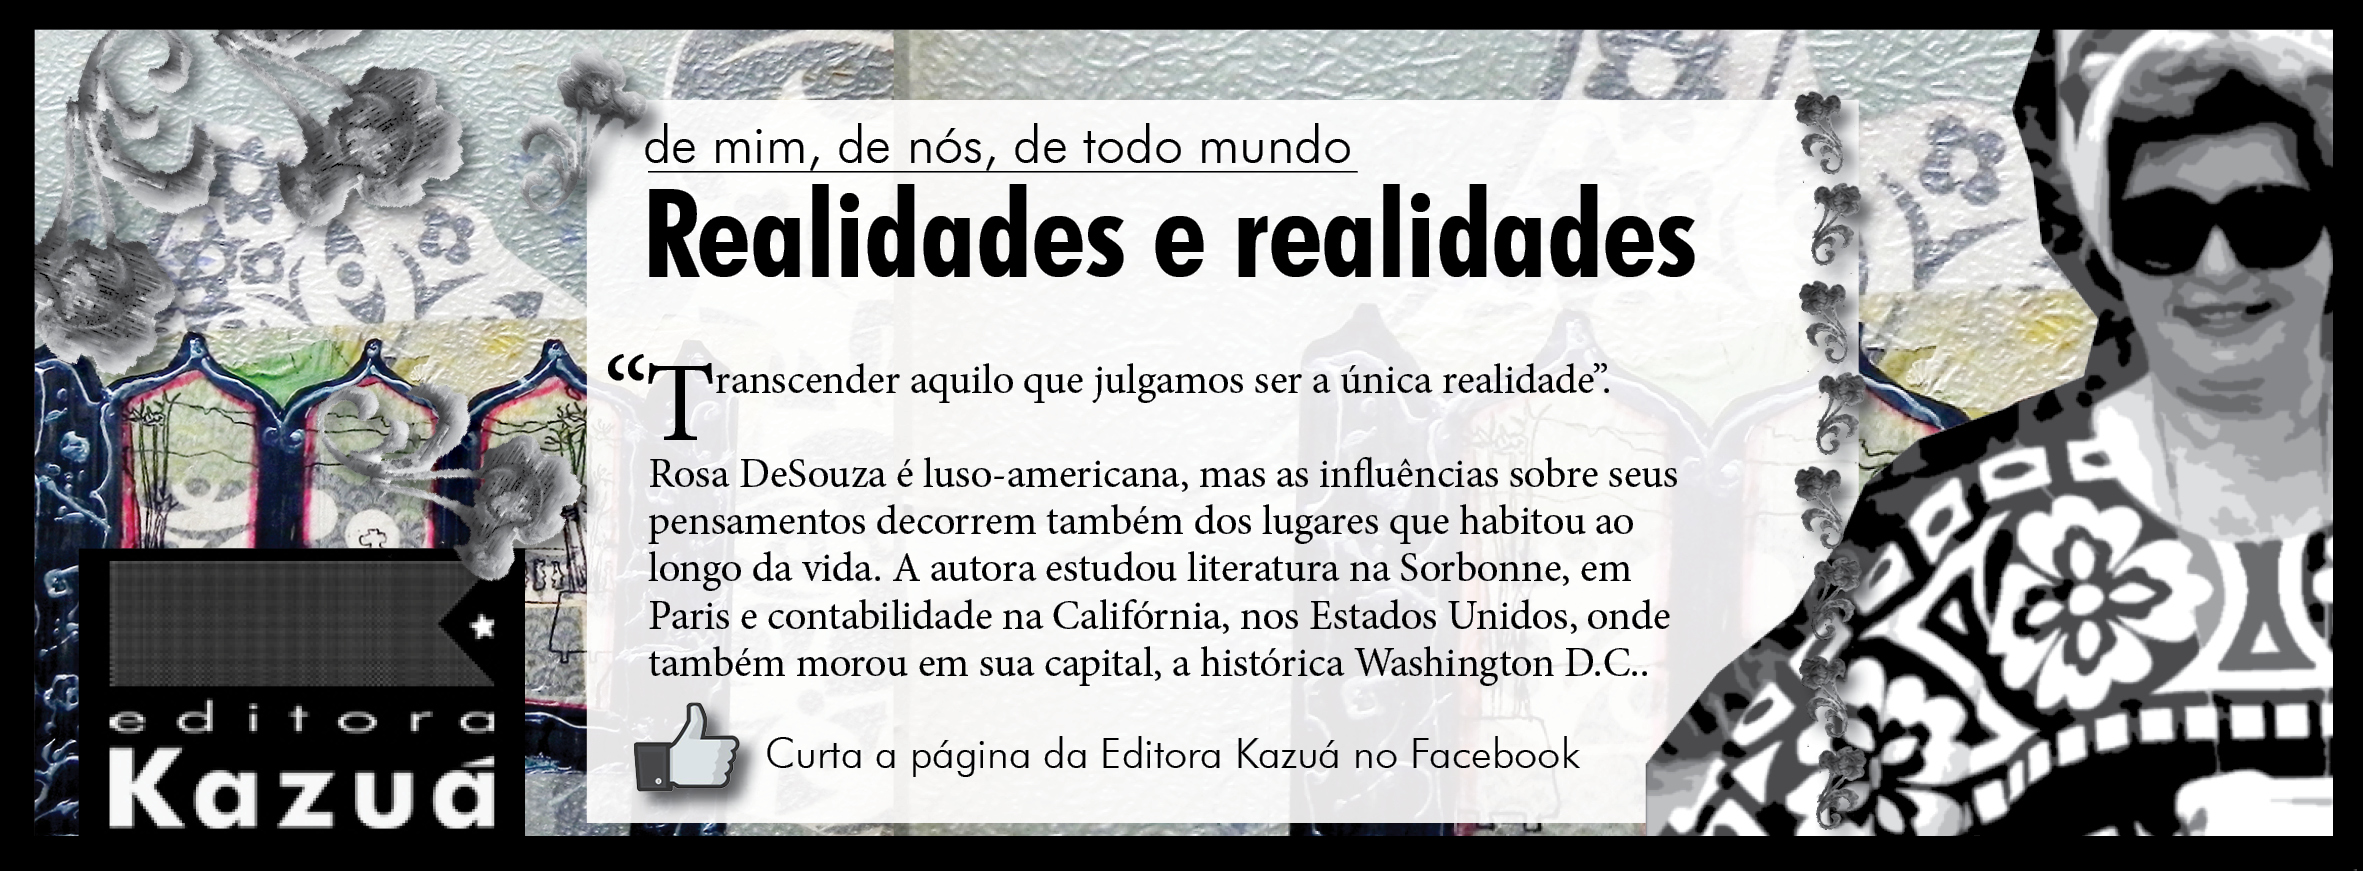 de mim, de nós, de todo mundo
Realidades e realidades
“Transcender aquilo que julgamos ser a única realidade”.
Rosa DeSouza é luso-americana, mas as influências sobre seus
pensamentos decorrem também dos lugares que habitou ao
longo da vida. A autora estudou literatura na Sorbonne, em
Paris e contabilidade na Califórnia, nos Estados Unidos, onde
também morou em sua capital, a histórica Washington D.C..
Curta a página da Editora Kazuá no Facebook
editora
Kazuá